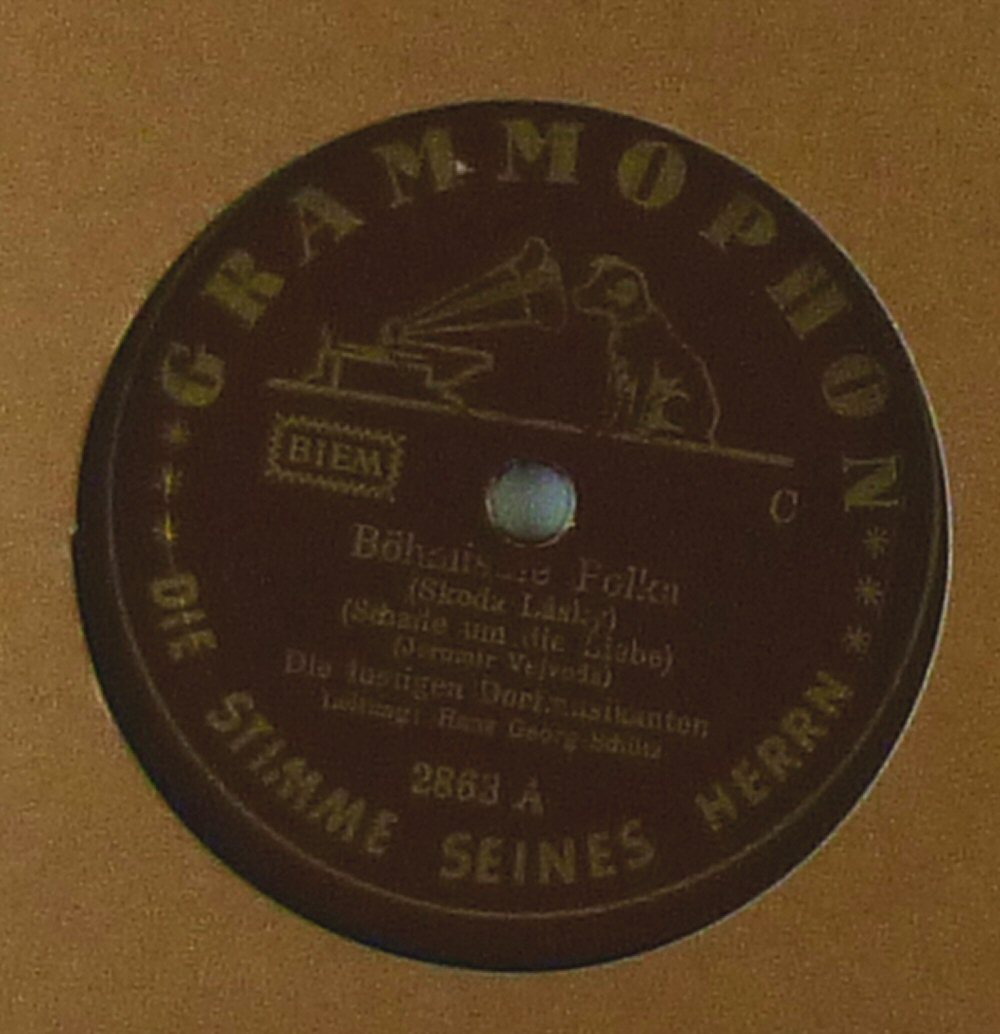 GRAMMOPHON
BIEM
C
Böhmische Polka
(Skoda Lásky)
(Schade um die Liebe)
(Jaromir Vejvoda)
Die lustigen Dorfmusikanten
Leitung: Hans Georg Schütz
2863 A
DIE STIMME SEINES HERRN